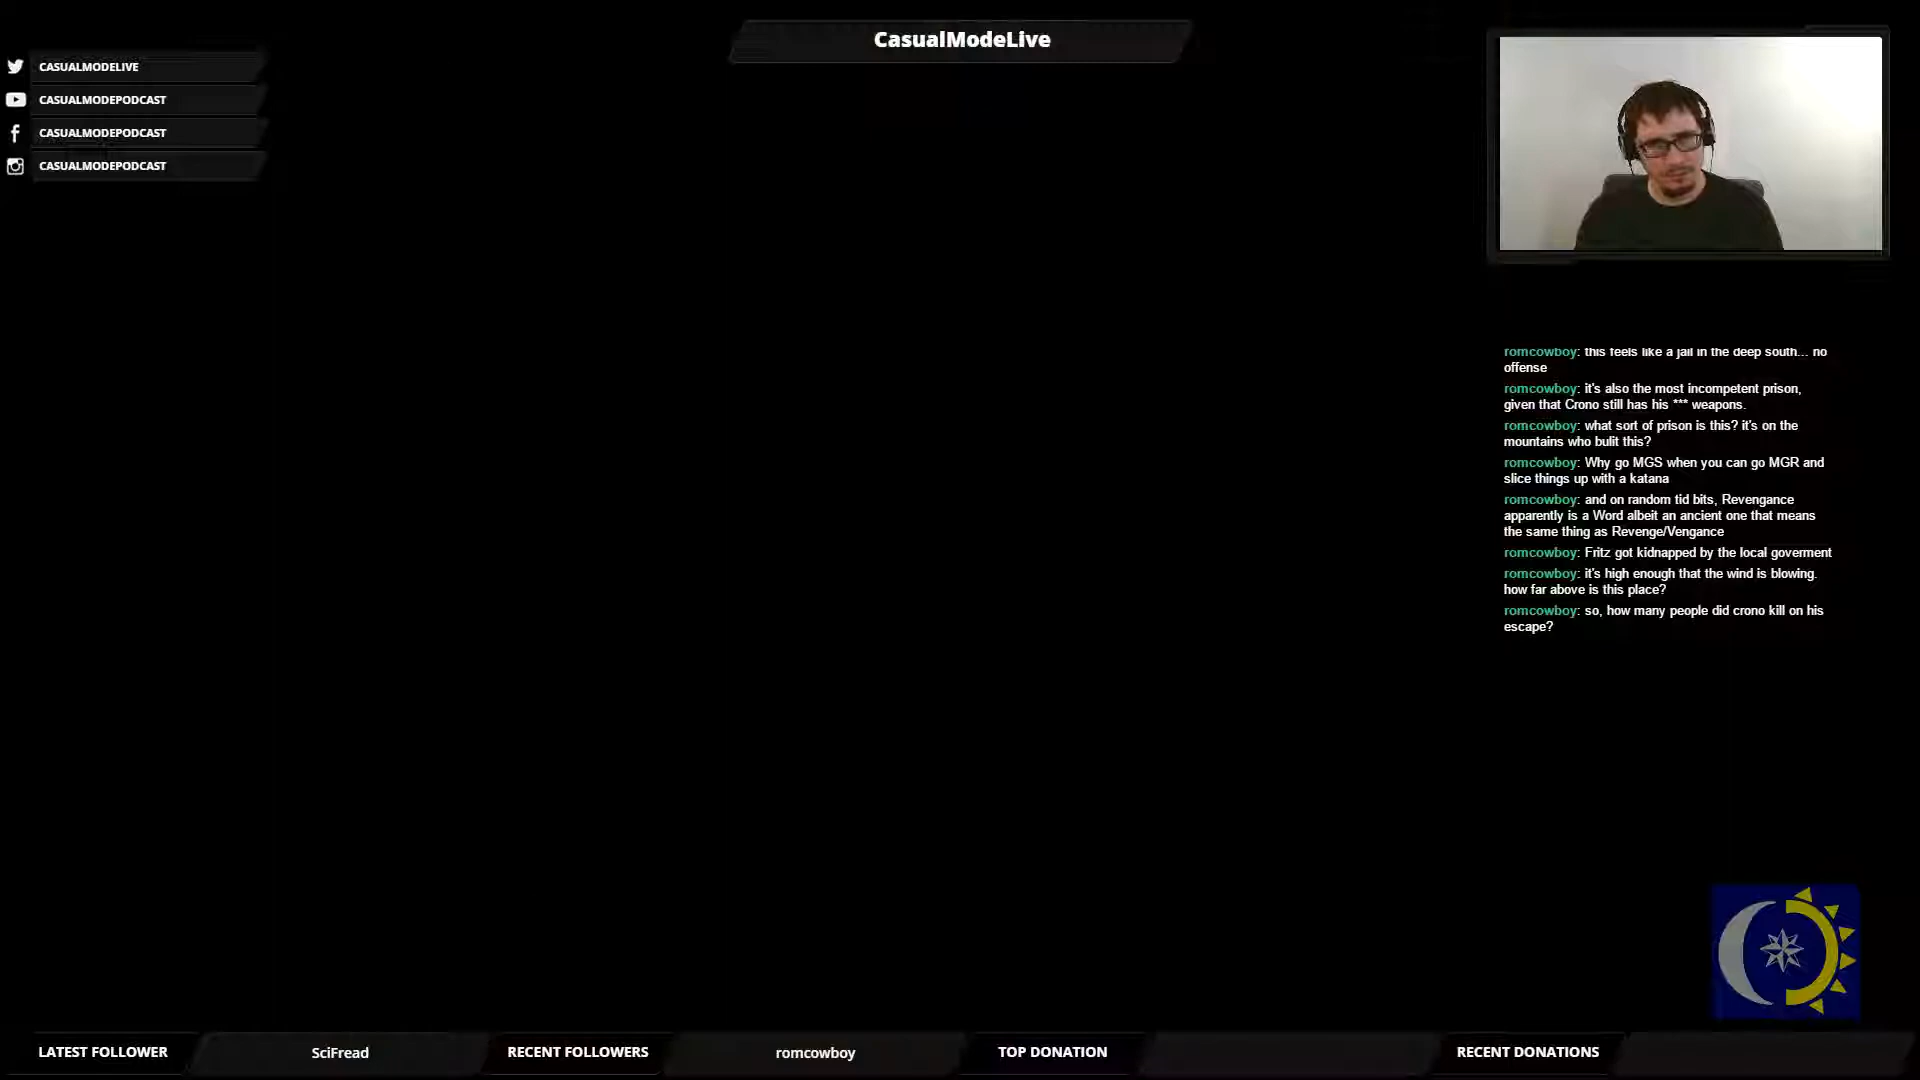 CasualModeLive
CASUALMODELIVE
CASUALMODEPODCAST
CASUALMODEPODCAST
CASUALMODEPODCAST
romcowboy: this feels like a jail in the deep south... no
offense
romcowboy: it's also the most incompetent prison,
given that Crono still has his *** weapons.
romcowboy: what sort of prison is this? it's on the
mountains who bulit this?
romcowboy: Why go MGS when you can go MGR and
slice things up with a katana
romcowboy: and on random tid bits, Revengance
apparently is a Word albeit an ancient one that means
the same thing as Revenge/Vengance
romcowboy: Fritz got kidnapped by the local goverment
romcowboy: it's high enough that the wind is blowing.
how far above is this place?
romcowboy: so, how many people did crono kill on his
escape?
LATEST FOLLOWER
SciFread
RECENT FOLLOWERS
romcowboy
TOP DONATION
RECENT DONATIONS